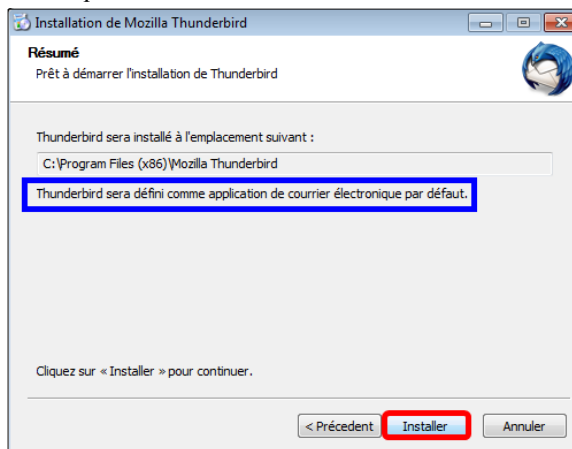 Installation de Mozilla Thunderbird
Résumé
Prêt à démarrer l'installation de Thunderbird
Thunderbird sera installé à l'emplacement suivant :
C:\Program Files (x86)\Mozilla Thunderbird
Thunderbird sera défini comme application de courrier électronique par défaut.
Cliquez sur « Installer » pour continuer.
< Précedent Installer Annuler